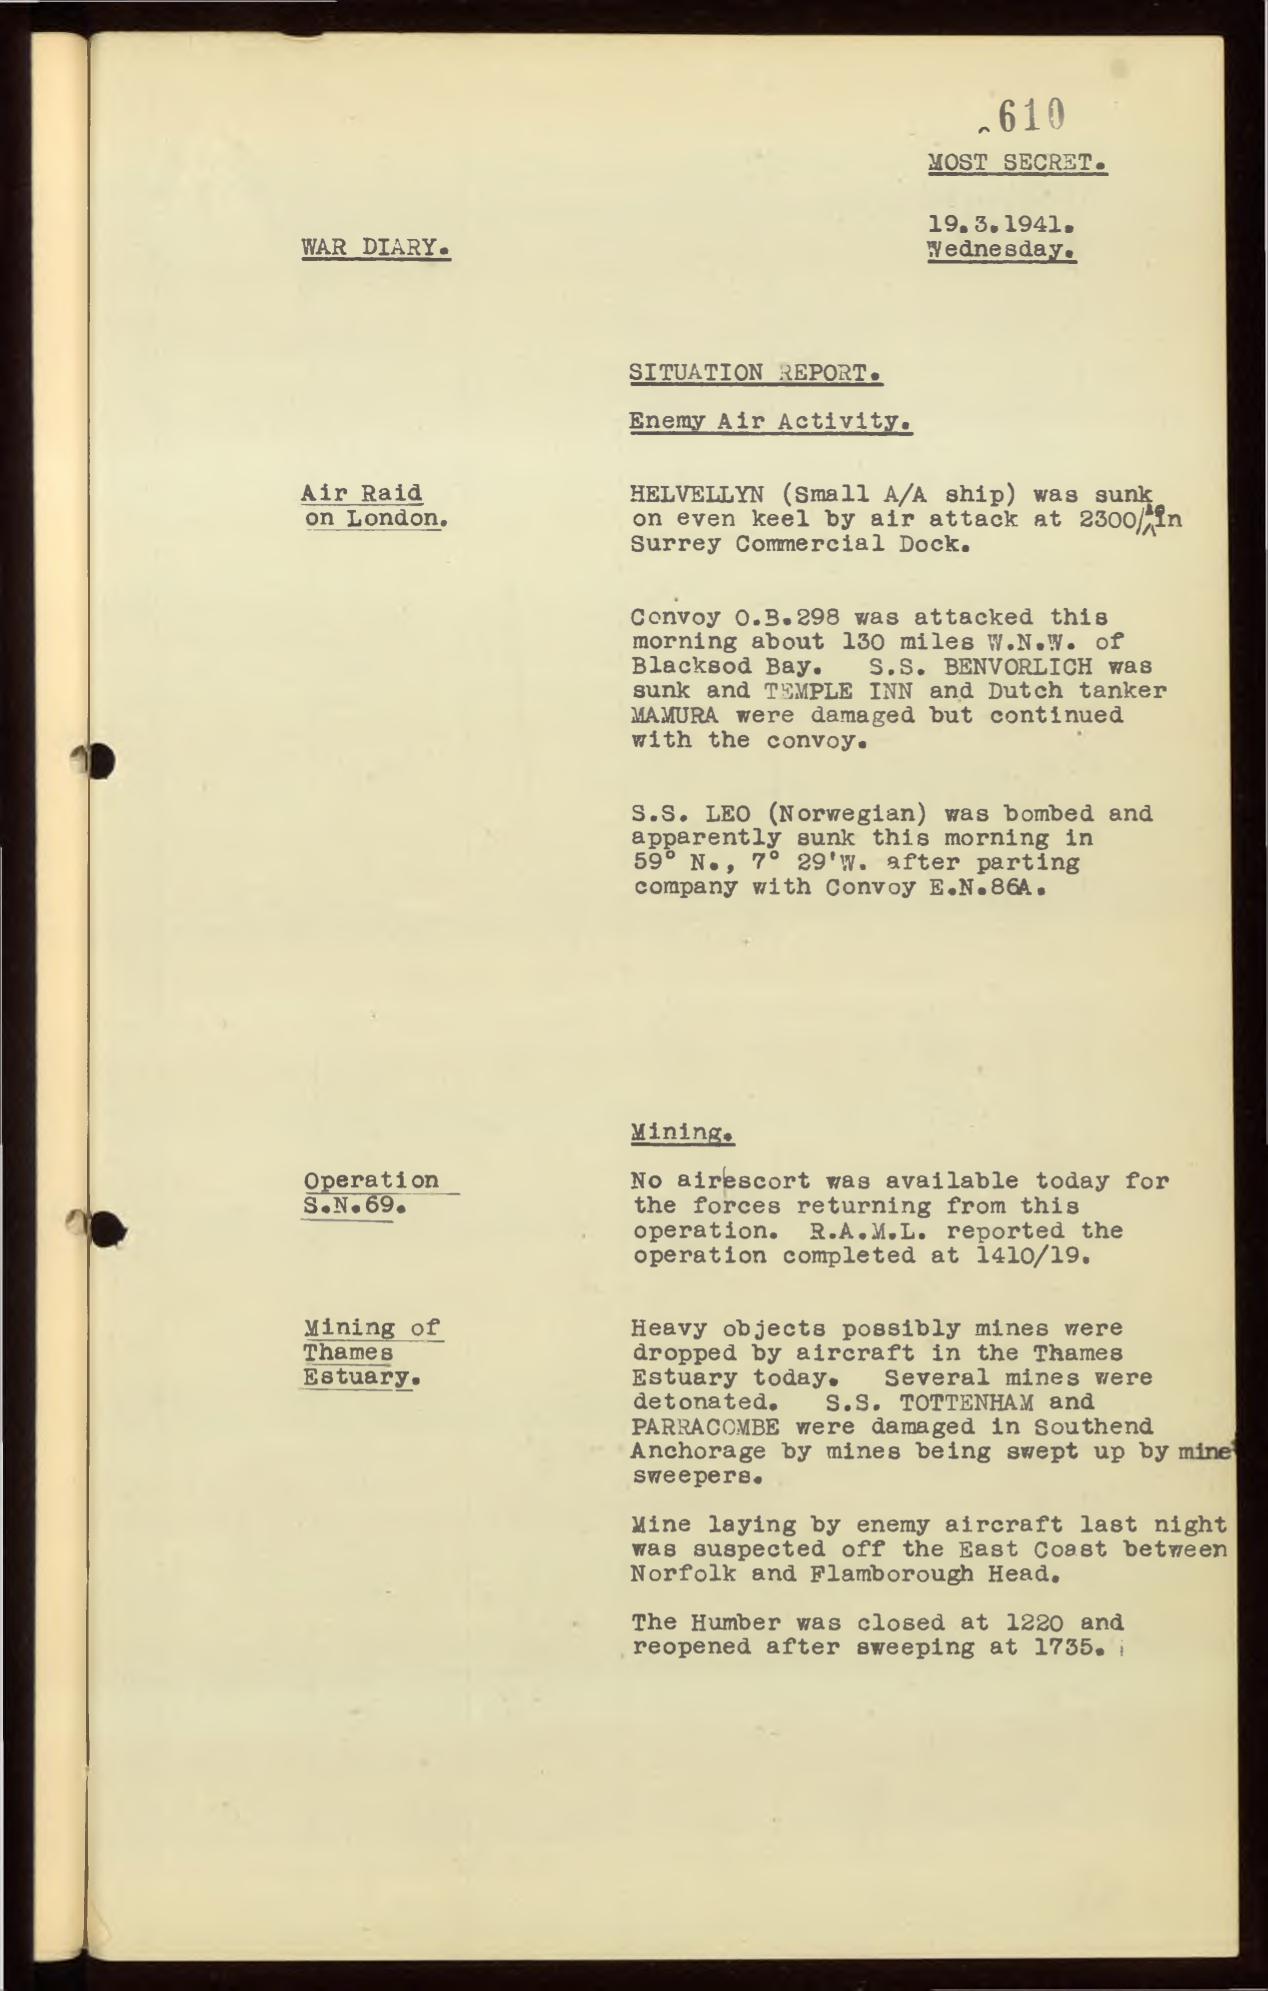 610
MOST SECRET.
19.3.1941.
Wednesday.
WAR DIARY.
SITUATION REPORT.
Enemy Air Activity.
Air Raid
on London.
HELVELLYN (Small A/A ship) was sunk
on even keel by air attack at 2300/19 in
Surrey Commercial Dock.
Convoy O.B.298 was attacked this
morning about 130 miles W.N.W. of
Blacksod Bay. S.S. BENVORLICH was
sunk and TEMPLE INN and Dutch tanker
MAMURA were damaged but continued
with the convoy.
S.S. LEO (Norwegian) was bombed and
apparently sunk this morning in
59° N., 7° 29'W. after parting
company with Convoy E.N.86A.
Mining.
Operation
S.N.69.
No air escort was available today for
the forces returning from this
operation. R.A.M.L. reported the
operation completed at 1410/19.
Mining of
Thames
Estuary.
Heavy objects possibly mines were
dropped by aircraft in the Thames
Estuary today. Several mines were
detonated. S.S. TOTTENHAM and
PARRACOMBE were damaged in Southend
Anchorage by mines being swept up by mine
sweepers.
Mine laying by enemy aircraft last night
was suspected off the East Coast between
Norfolk and Flamborough Head.
The Humber was closed at 1220 and
reopened after sweeping at 1735.